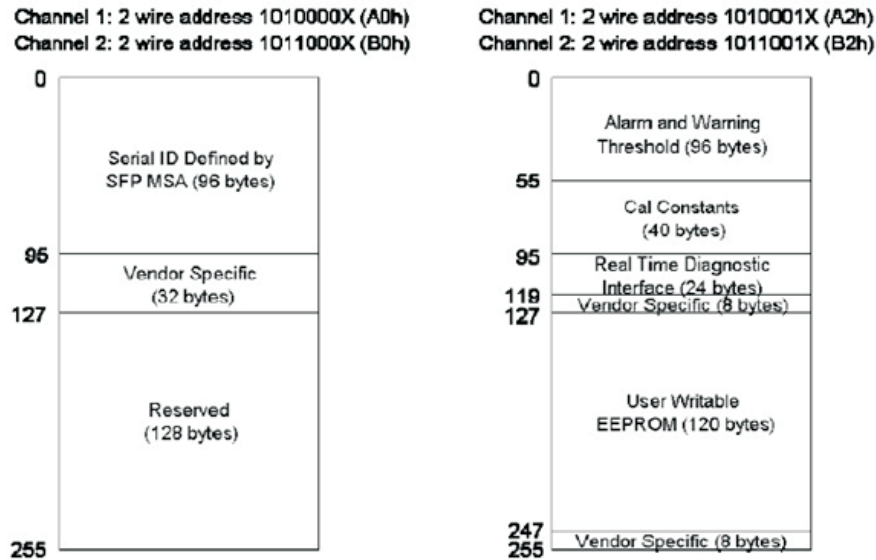 Channel 1: 2 wire address 1010000X (A0h)
Channel 2: 2 wire address 1011000X (B0h)
0
Serial ID Defined by
SFP MSA (96 bytes)
95
Vendor Specific
(32 bytes)
127
Reserved
(128 bytes)
255
Channel 1: 2 wire address 1010001X (A2h)
Channel 2: 2 wire address 1011001X (B2h)
0
Alarm and Warning
Threshold (96 bytes)
55
Cal Constants
(40 bytes)
95
Real Time Diagnostic
Interface (24 bytes)
119
Vendor Specific (8 bytes)
127
User Writable
EEPROM (120 bytes)
247
Vendor Specific (8 bytes)
255